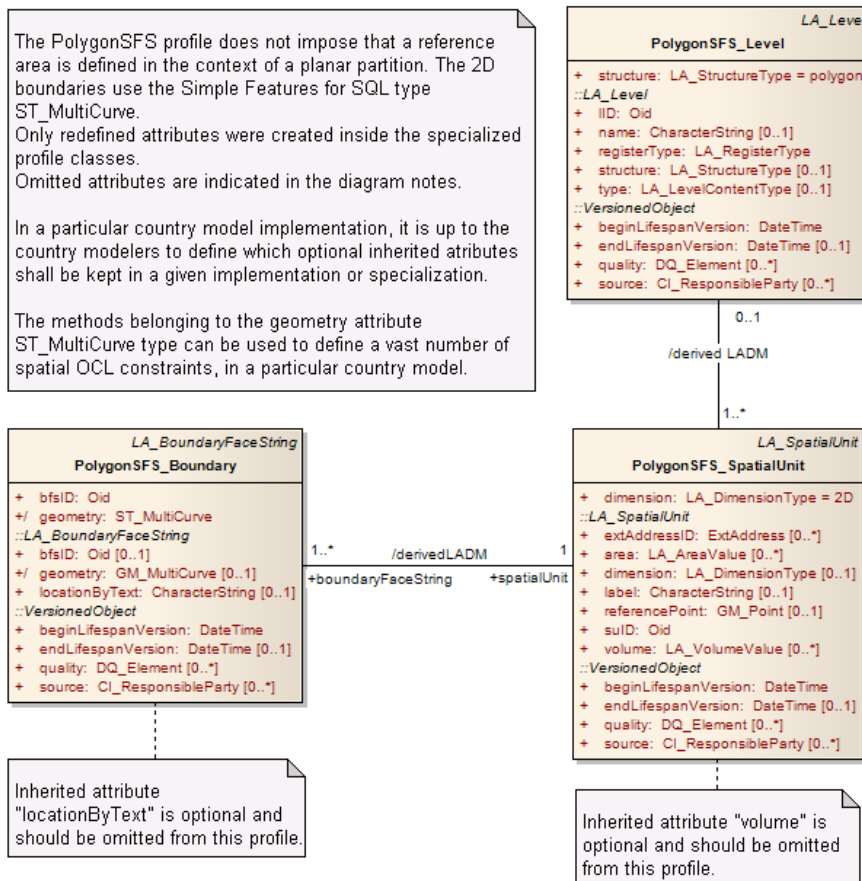 The PolygonSFS profile does not impose that a reference
area is defined in the context of a planar partition. The 2D
boundaries use the Simple Features for SQL type
ST_MultiCurve.
Only redefined attributes were created inside the specialized
profile classes.
Omitted attributes are indicated in the diagram notes.
In a particular country model implementation, it is up to the
country modelers to define which optional inherited atributes
shall be kept in a given implementation or specialization.
The methods belonging to the geometry attribute
ST_MultiCurve type can be used to define a vast number of
spatial OCL constraints, in a particular country model.
LA_Leve
PolygonSFS_Level
+ structure: LA_StructureType = polygon
::LA_Level
+ lID: Oid
+ name: CharacterString [0..1]
+ registerType: LA_RegisterType
+ structure: LA_StructureType [0..1]
+ type: LA_LevelContentType [0..1]
::VersionedObject
+ beginLifespanVersion: DateTime
+ endLifespanVersion: DateTime [0..1]
+ quality: DQ_Element [0..*]
+ source: CI_ResponsibleParty [0..*]
0..1
/derived LADM
1..*
LA_BoundaryFaceString
PolygonSFS_Boundary
+ bfsID: Oid
+/ geometry: ST_MultiCurve
::LA_BoundaryFaceString
+ bfsID: Oid [0..1]
+/ geometry: GM_MultiCurve [0..1]
+ locationByText: CharacterString [0..1]
::VersionedObject
+ beginLifespanVersion: DateTime
+ endLifespanVersion: DateTime [0..1]
+ quality: DQ_Element [0..*]
+ source: CI_ResponsibleParty [0..*]
1..* /derivedLADM 1
+boundaryFaceString +spatialUnit
LA_SpatialUnit
PolygonSFS_SpatialUnit
+ dimension: LA_DimensionType = 2D
::LA_SpatialUnit
+ extAddressID: ExtAddress [0..*]
+ area: LA_AreaValue [0..*]
+ dimension: LA_DimensionType [0..1]
+ label: CharacterString [0..1]
+ referencePoint: GM_Point [0..1]
+ suID: Oid
+ volume: LA_VolumeValue [0..*]
::VersionedObject
+ beginLifespanVersion: DateTime
+ endLifespanVersion: DateTime [0..1]
+ quality: DQ_Element [0..*]
+ source: CI_ResponsibleParty [0..*]
Inherited attribute
"locationByText" is optional and
should be omitted from this profile.
Inherited attribute "volume" is
optional and should be omitted
from this profile.